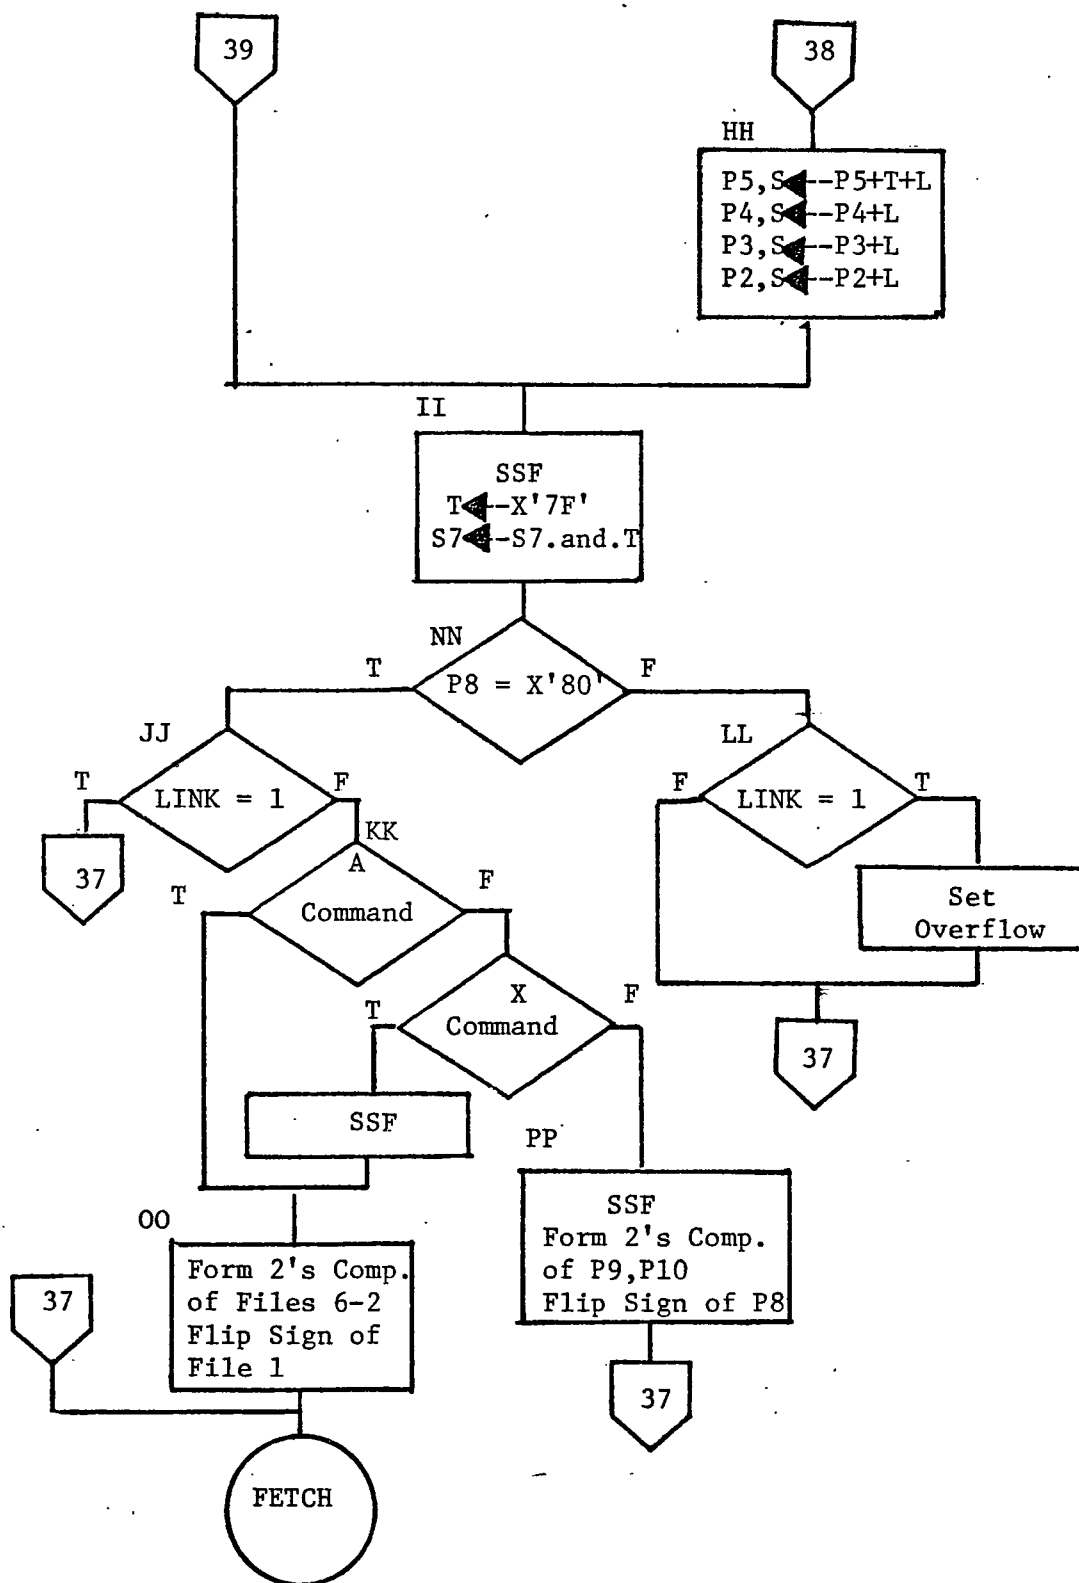 39
38
HH
P5,S◀--P5+T+L
P4,S◀--P4+L
P3,S◀--P3+L
P2,S◀--P2+L
II
SSF
T◀--X'7F'
S7◀--S7.and.T
NN
T
P8 = X'80'
F
JJ
T
LINK = 1
F
37
LL
F
LINK = 1
T
Set
Overflow
37
KK
T
A
Command
F
T
X
Command
F
SSF
PP
SSF
Form 2's Comp.
of P9,P10
Flip Sign of P8
37
OO
Form 2's Comp.
of Files 6-2
Flip Sign of
File 1
37
FETCH